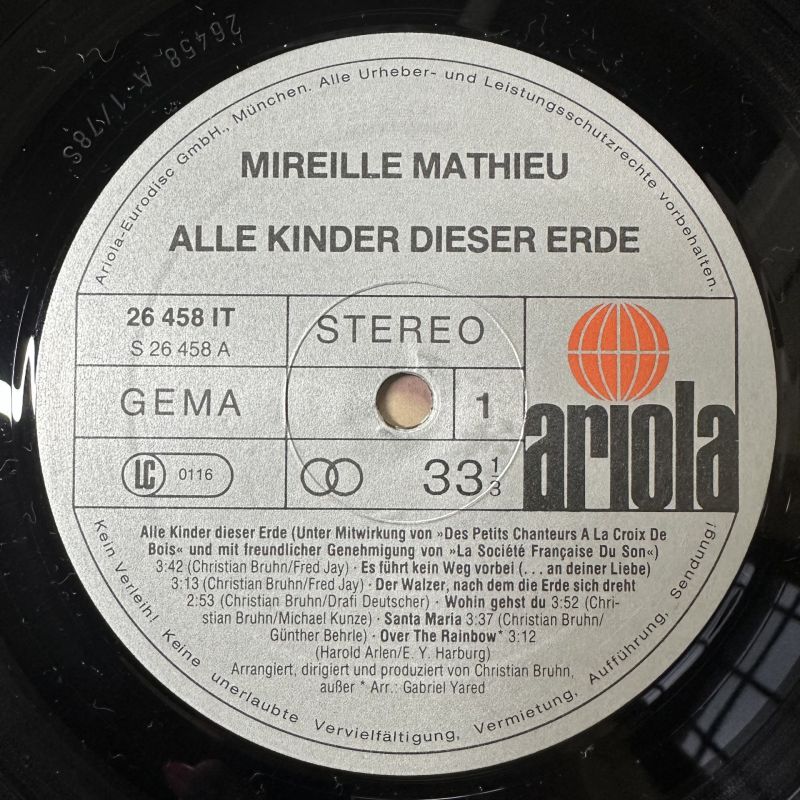 26458 A-1/78S
Ariola-Eurodisc GmbH., München. Alle Urheber- und Leistungsschutzrechte vorbehalten.
MIREILLE MATHIEU
ALLE KINDER DIESER ERDE
26 458 IT
S 26 458 A
STEREO
GEMA
1
LC 0116
33 1/3
ariola
Alle Kinder dieser Erde (Unter Mitwirkung von »Des Petits Chanteurs A La Croix De
Bois« und mit freundlicher Genehmigung von »La Société Française Du Son«)
3:42 (Christian Bruhn/Fred Jay) · Es führt kein Weg vorbei (. . . an deiner Liebe)
3:13 (Christian Bruhn/Fred Jay) · Der Walzer, nach dem die Erde sich dreht
2:53 (Christian Bruhn/Drafi Deutscher) · Wohin gehst du 3:52 (Chri-
stian Bruhn/Michael Kunze) · Santa Maria 3:37 (Christian Bruhn/
Günther Behrle) · Over The Rainbow* 3:12
(Harold Arlen/E. Y. Harburg)
Arrangiert, dirigiert und produziert von Christian Bruhn,
außer * Arr.: Gabriel Yared
Kein Verleih! Keine unerlaubte Vervielfältigung, Vermietung, Aufführung, Sendung!